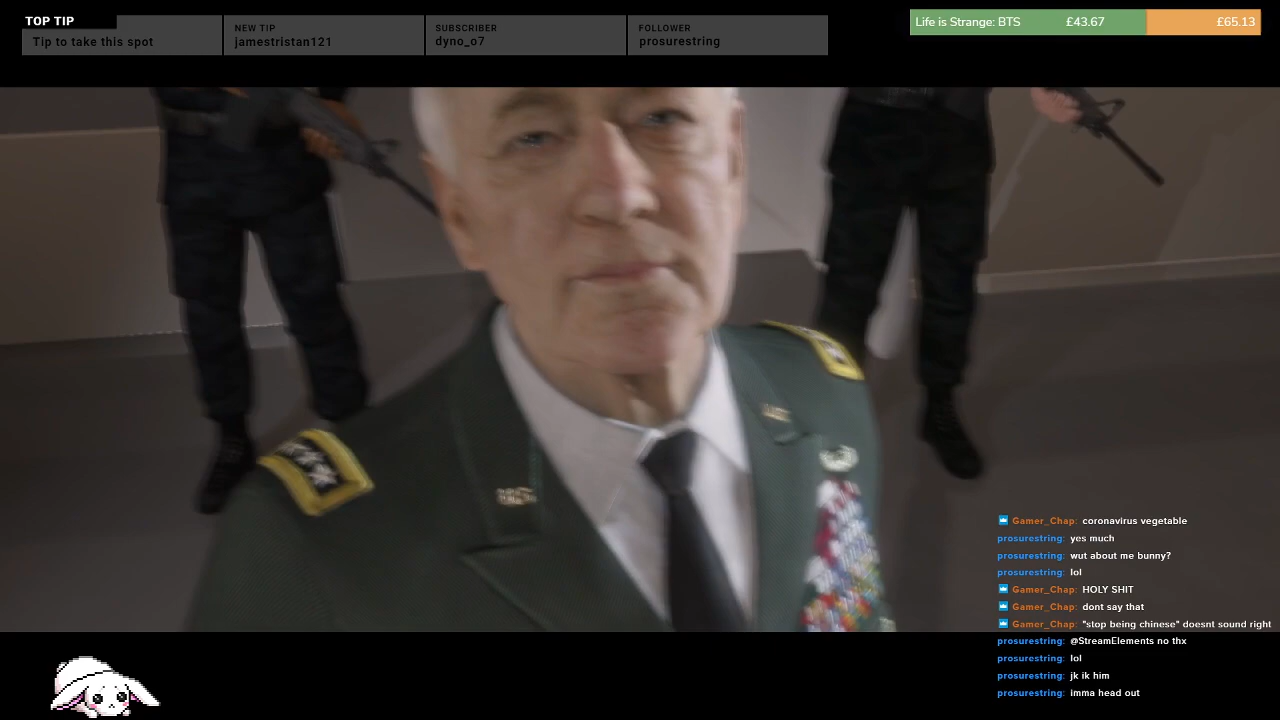 TOP TIP
Tip to take this spot
NEW TIP
jamestristan121
SUBSCRIBER
dyno_o7
FOLLOWER
prosurestring
Life is Strange: BTS £43.67 £65.13
Gamer_Chap: coronavirus vegetable
prosurestring: yes much
prosurestring: wut about me bunny?
prosurestring: lol
Gamer_Chap: HOLY SHIT
Gamer_Chap: dont say that
Gamer_Chap: "stop being chinese" doesnt sound right
prosurestring: @StreamElements no thx
prosurestring: lol
prosurestring: jk ik him
prosurestring: imma head out